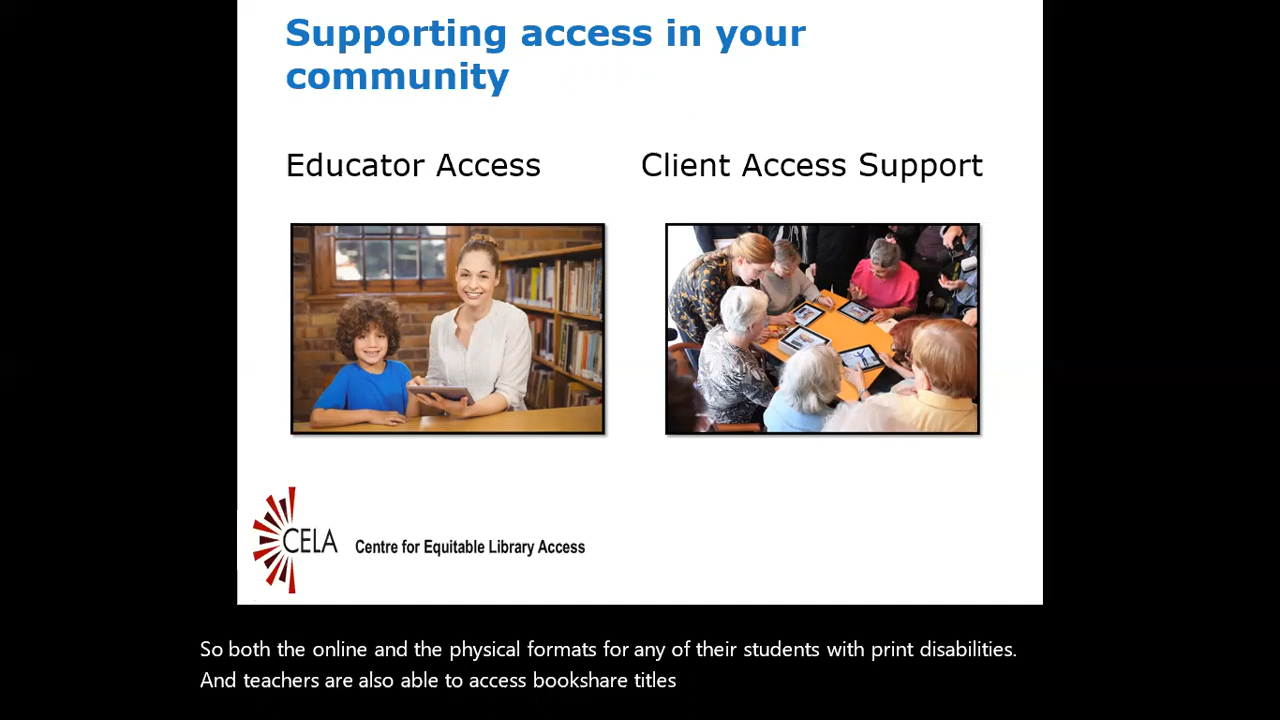 Supporting access in your
community
Educator Access
Client Access Support
CELA
Centre for Equitable Library Access
So both the online and the physical formats for any of their students with print disabilities.
And teachers are also able to access bookshare titles